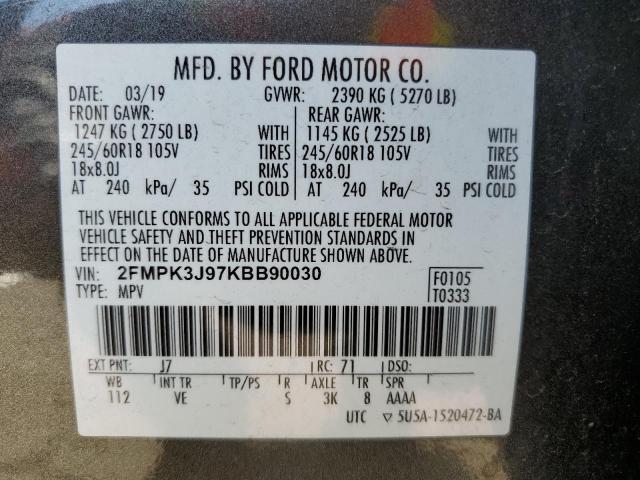 MFD. BY FORD MOTOR CO.
DATE: 03/19 GVWR: 2390 KG (5270 LB)
FRONT GAWR: REAR GAWR:
1247 KG (2750 LB) WITH 1145 KG (2525 LB) WITH
245/60R18 105V TIRES 245/60R18 105V TIRES
18x8.0J RIMS 18x8.0J RIMS
AT 240 kPa/ 35 PSI COLD AT 240 kPa/ 35 PSI COLD
THIS VEHICLE CONFORMS TO ALL APPLICABLE FEDERAL MOTOR
VEHICLE SAFETY AND THEFT PREVENTION STANDARDS IN
EFFECT ON THE DATE OF MANUFACTURE SHOWN ABOVE.
VIN: 2FMPK3J97KBB90030 F0105
TYPE: MPV T0333
EXT PNT: J7 RC: 71 DSO:
WB INT TR TP/PS R AXLE TR SPR
112 VE S 3K 8 AAAA
UTC ▽ 5U5A-1520472-BA